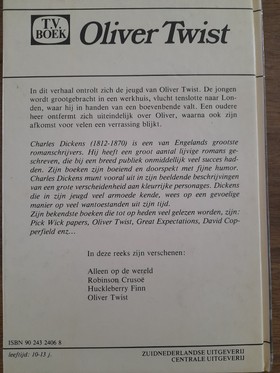 T.V. BOEK
Oliver Twist
In dit verhaal ontrolt zich de jeugd van Oliver Twist. De jongen
wordt grootgebracht in een werkhuis, vlucht tenslotte naar Lon-
den, waar hij in handen van een boevenbende valt. Een oudere
heer ontfermt zich uiteindelijk over Oliver, waarna ook zijn
afkomst voor velen een verrassing blijkt.
Charles Dickens (1812-1870) is een van Engelands grootste
romanschrijvers. Hij heeft een groot aantal lijvige romans ge-
schreven, die bij een breed publiek onmiddellijk veel succes had-
den. Zijn boeken zijn boeiend en doorspekt met fijne humor.
Charles Dickens munt vooral uit in zijn beeldende beschrijvingen
van een grote verscheidenheid aan kleurrijke personages. Dickens
die in zijn jeugd veel armoede kende, wees op een gevoelige
manier op veel wantoestanden uit zijn tijd.
Zijn bekendste boeken die tot op heden veel gelezen worden, zijn:
Pick Wick papers, Oliver Twist, Great Expectations, David Cop-
perfield enz...
In deze reeks zijn verschenen:
Alleen op de wereld
Robinson Crusoë
Huckleberry Finn
Oliver Twist
ISBN 90 243 2406 8
leeftijd: 10-13 j.
ZUIDNEDERLANDSE UITGEVERIJ
CENTRALE UITGEVERIJ